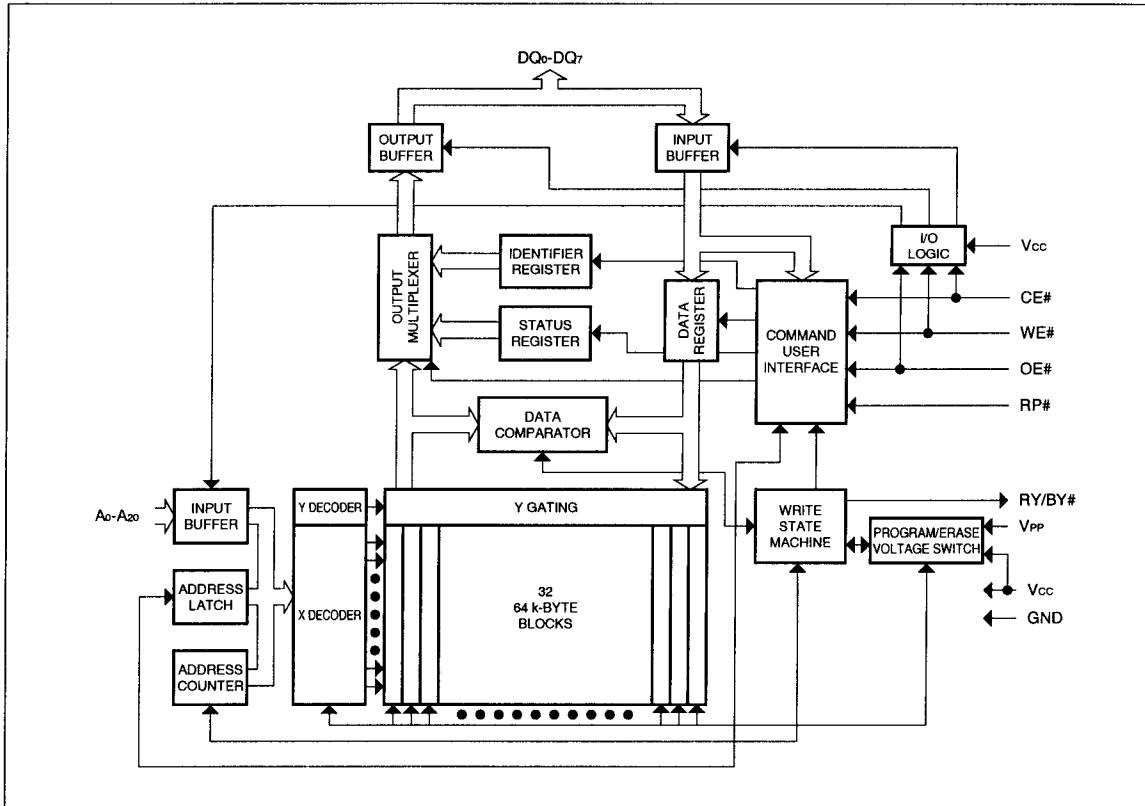 DQ0-DQ7
OUTPUT
BUFFER
INPUT
BUFFER
OUTPUT
MULTIPLEXER
IDENTIFIER
REGISTER
STATUS
REGISTER
DATA
REGISTER
I/O
LOGIC
VCC
CE#
WE#
OE#
RP#
COMMAND
USER
INTERFACE
DATA
COMPARATOR
A0-A20
INPUT
BUFFER
Y DECODER
Y GATING
WRITE
STATE
MACHINE
RY/BY#
VPP
PROGRAM/ERASE
VOLTAGE SWITCH
VCC
GND
ADDRESS
LATCH
X DECODER
32
64 k-BYTE
BLOCKS
ADDRESS
COUNTER